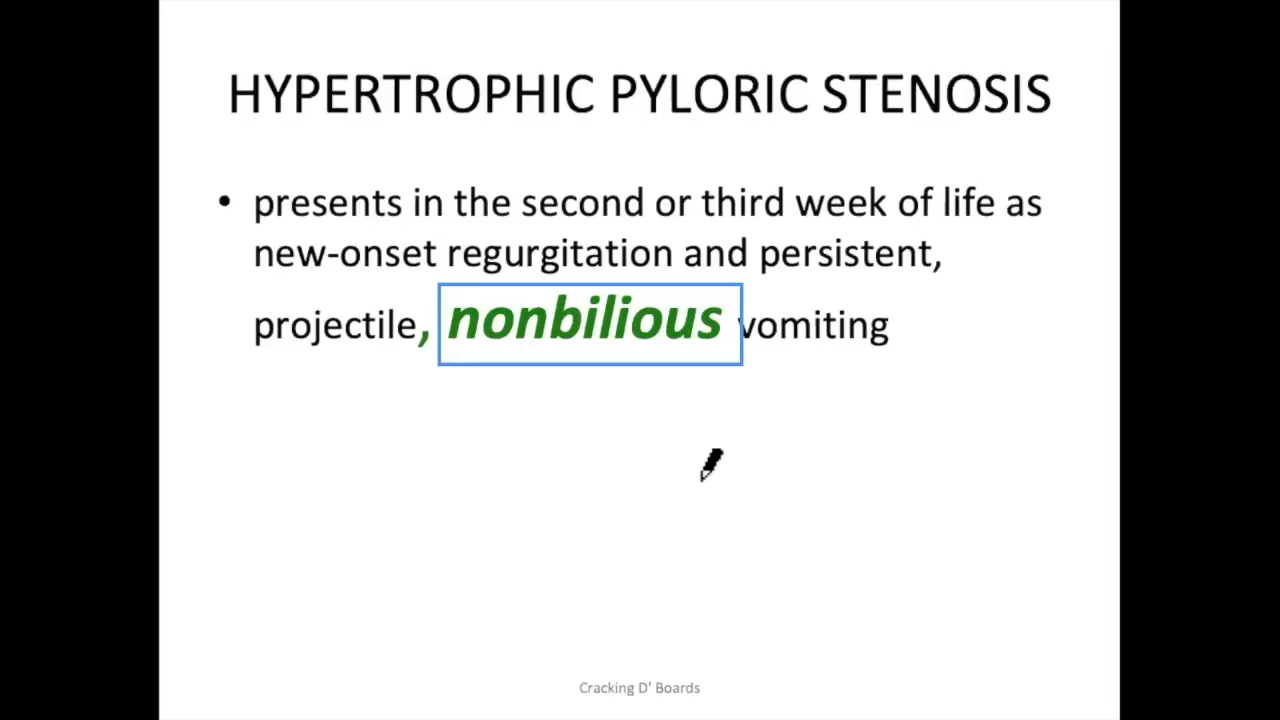 HYPERTROPHIC PYLORIC STENOSIS
• presents in the second or third week of life as
new-onset regurgitation and persistent,
projectile, nonbilious vomiting
Cracking D’ Boards